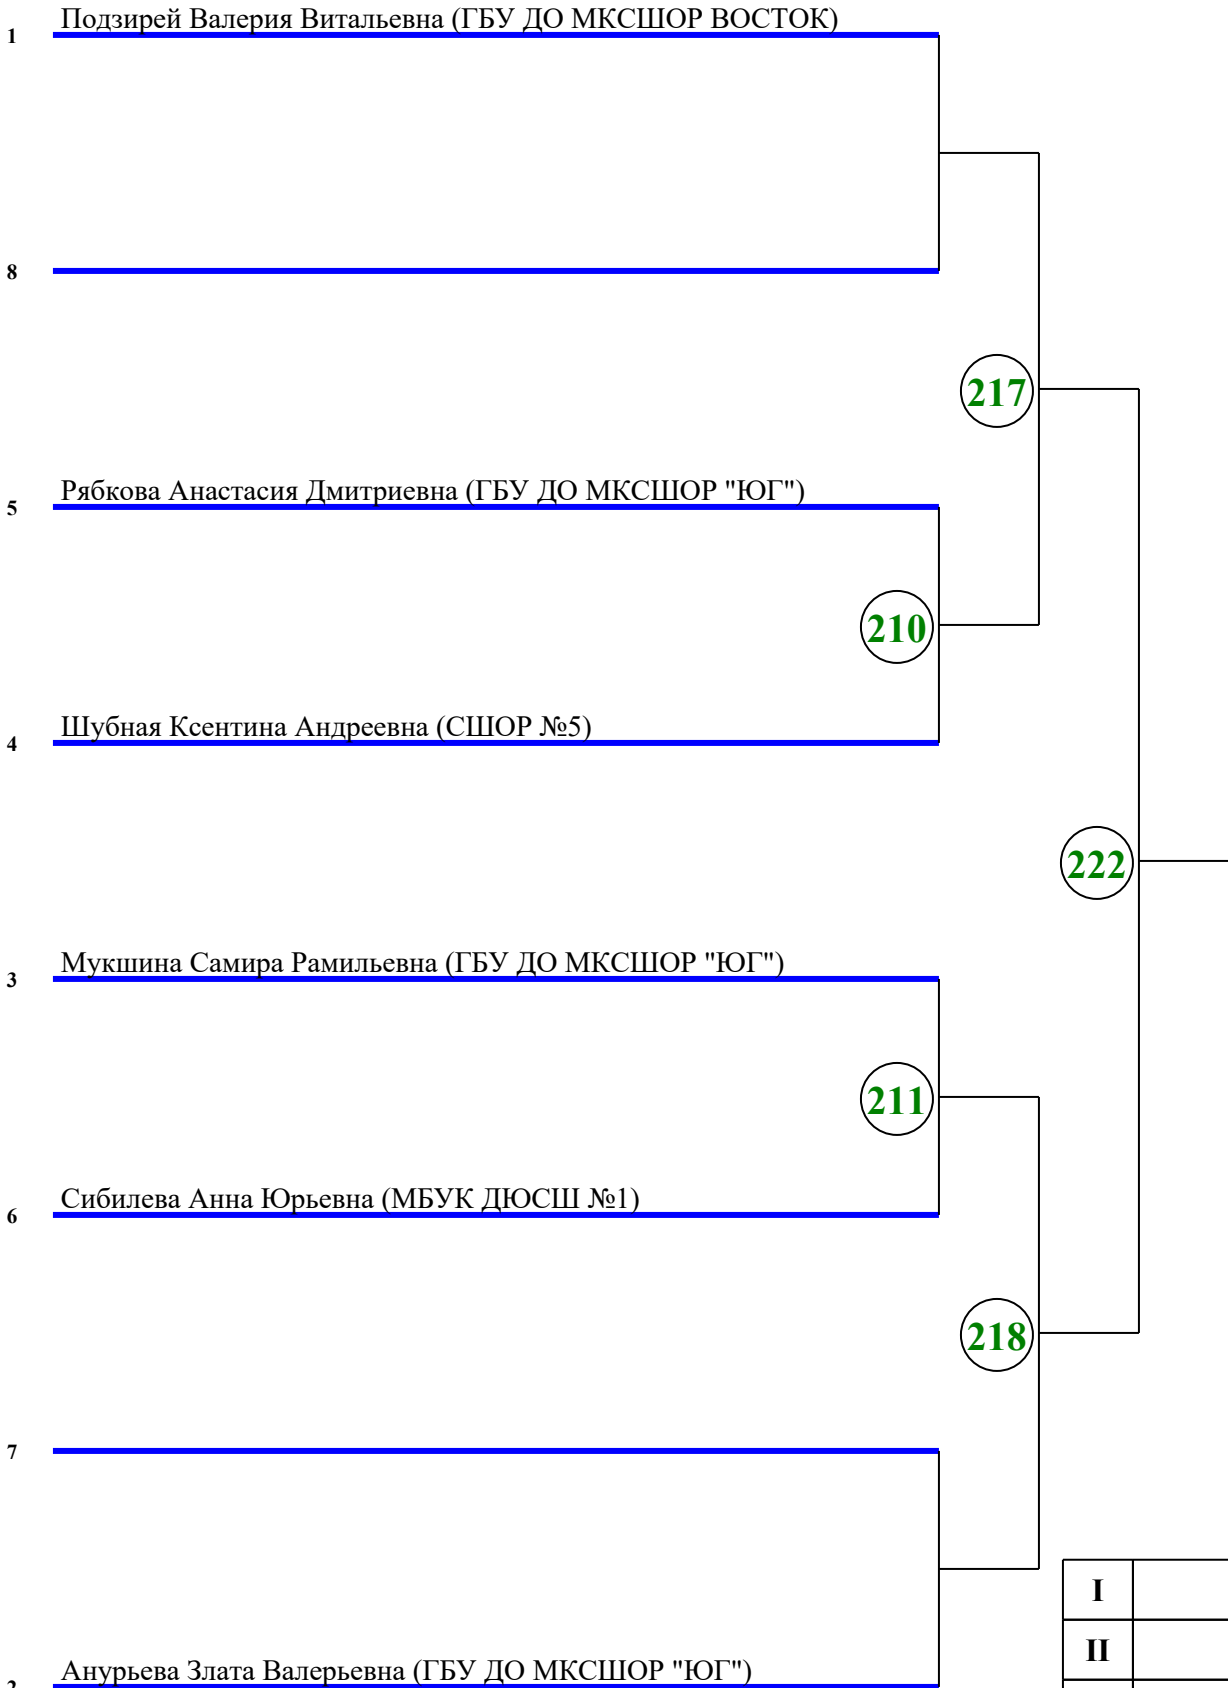 1 Подзирей Валерия Витальевна (ГБУ ДО МКСШОР ВОСТОК)
8
217
5 Рябкова Анастасия Дмитриевна (ГБУ ДО МКСШОР "ЮГ")
210
4 Шубная Ксентина Андреевна (СШОР №5)
222
3 Мукшина Самира Рамильевна (ГБУ ДО МКСШОР "ЮГ")
211
6 Сибилева Анна Юрьевна (МБУК ДЮСШ №1)
218
7
I
II
2 Анурьева Злата Валерьевна (ГБУ ДО МКСШОР "ЮГ")